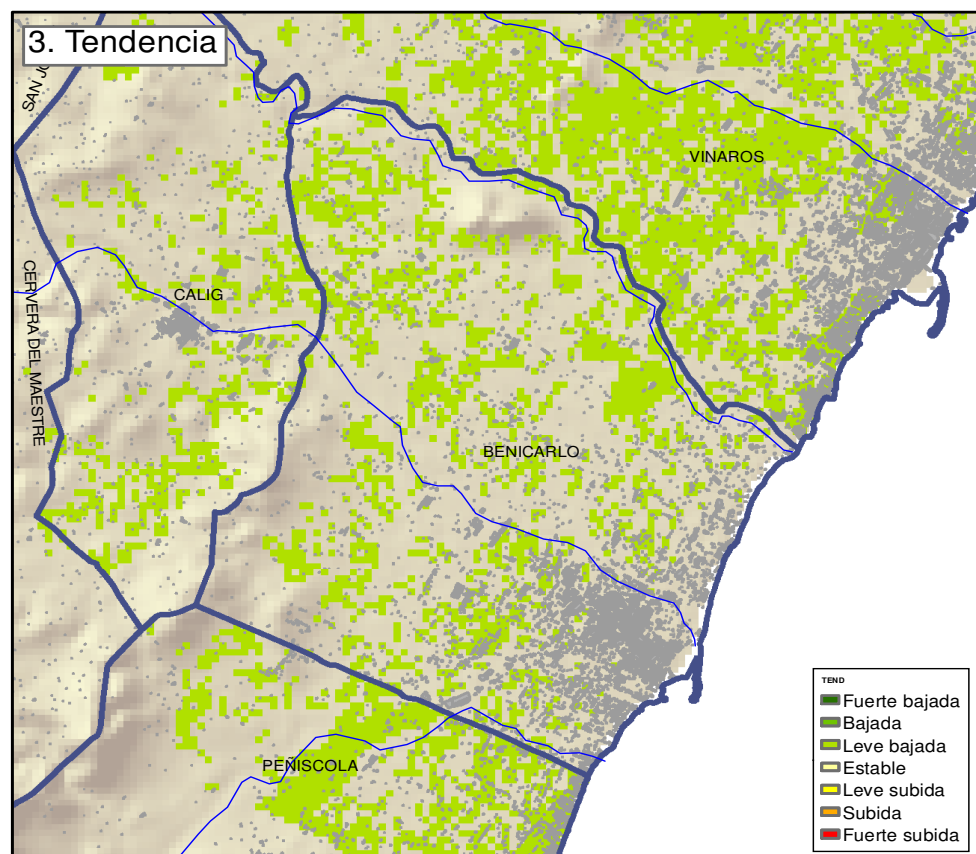 3. Tendencia
VINAROS
CALIG
CERVERA DEL MAESTRE
BENICARLO
PEÑISCOLA
TEND
Fuerte bajada
Bajada
Leve bajada
Estable
Leve subida
Subida
Fuerte subida